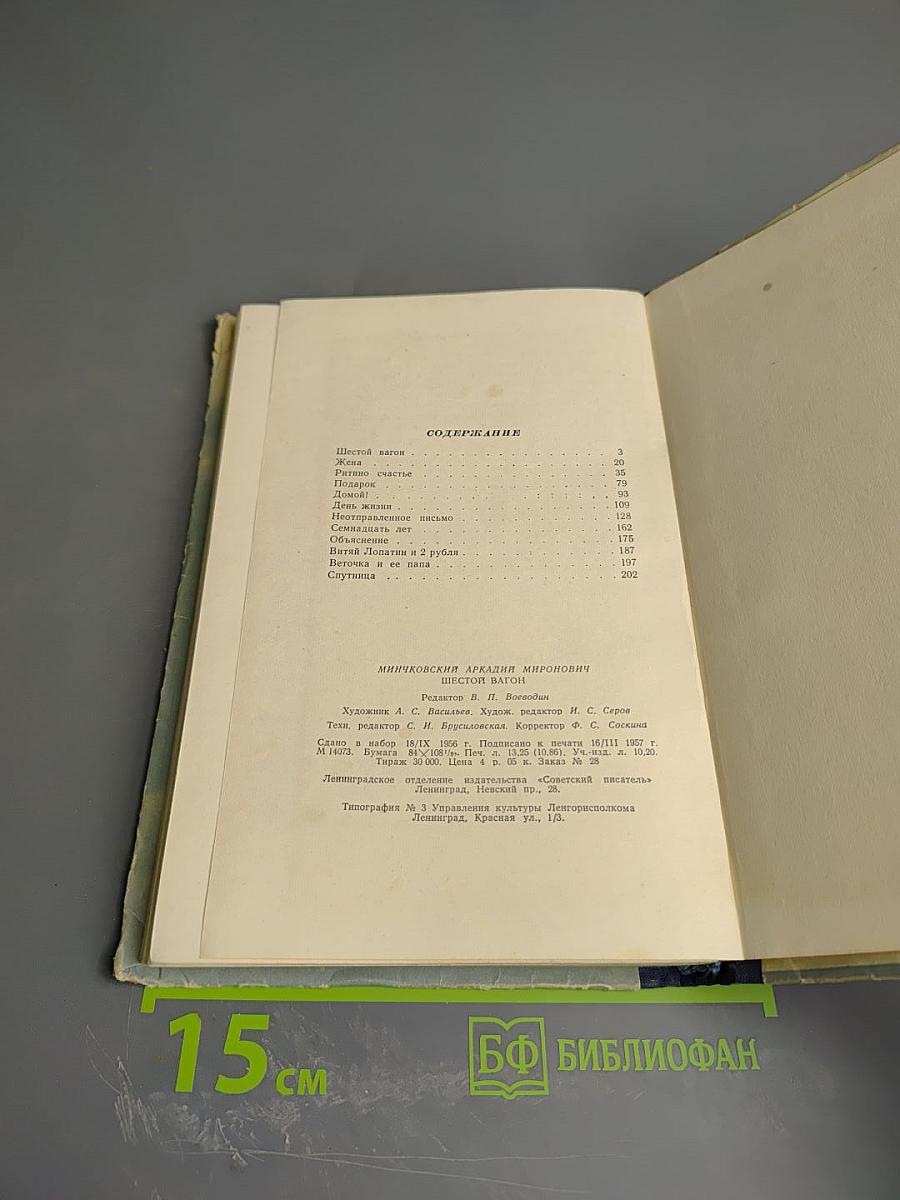 СОДЕРЖАНИЕ
Шестой вагон . . . . . . . . . . . . . . . . 3
Жена . . . . . . . . . . . . . . . . . . . 20
Ритино счастье . . . . . . . . . . . . . . . 35
Подарок . . . . . . . . . . . . . . . . . . 79
Домой! . . . . . . . . . . . . . . . . . . 93
День жизни . . . . . . . . . . . . . . . . . 109
Неотправленное письмо . . . . . . . . . . . . 128
Семнадцать лет . . . . . . . . . . . . . . . 162
Объяснение . . . . . . . . . . . . . . . . . 175
Витяй Лопатин и 2 рубля . . . . . . . . . . . 187
Веточка и ее папа . . . . . . . . . . . . . . 197
Спутница . . . . . . . . . . . . . . . . . . 202
МИНЧКОВСКИЙ АРКАДИЙ МИРОНОВИЧ
ШЕСТОЙ ВАГОН
Редактор В. П. Воеводин
Художник А. С. Васильев. Худож. редактор И. С. Серов
Техн. редактор С. И. Брусиловская. Корректор Ф. С. Соскина
Сдано в набор 18/IX 1956 г. Подписано к печати 16/III 1957 г.
М 14073. Бумага 84×108 1/32. Печ. л. 13,25 (10,86). Уч.-изд. л. 10,20.
Тираж 30 000. Цена 4 р. 05 к. Заказ № 28
Ленинградское отделение издательства «Советский писатель»
Ленинград, Невский пр., 28.
Типография № 3 Управления культуры Ленгорисполкома
Ленинград, Красная ул., 1/3.
15 см БФ БИБЛИОФАН